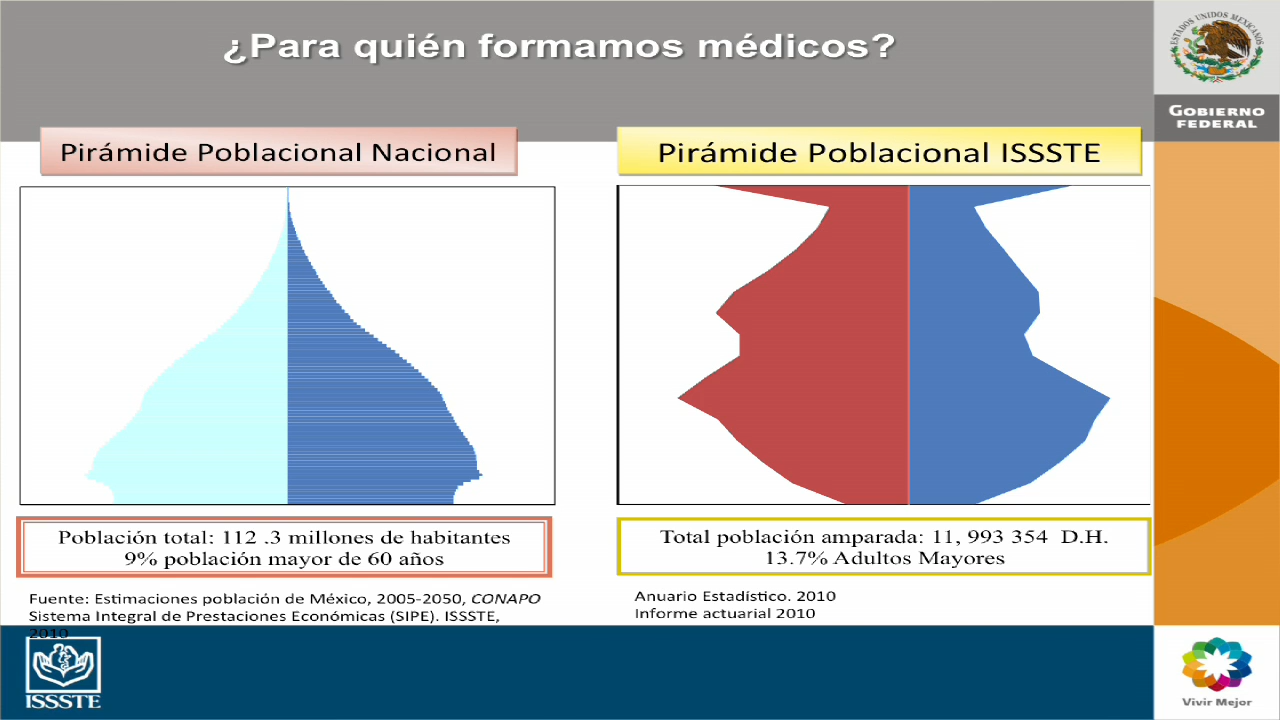 ¿Para quién formamos médicos?
ESTADOS UNIDOS MEXICANOS
GOBIERNO
FEDERAL
Pirámide Poblacional Nacional
Pirámide Poblacional ISSSTE
Población total: 112 .3 millones de habitantes
9% población mayor de 60 años
Total población amparada: 11, 993 354 D.H.
13.7% Adultos Mayores
Fuente: Estimaciones población de México, 2005-2050, CONAPO
Sistema Integral de Prestaciones Económicas (SIPE). ISSSTE,
2010
Anuario Estadístico. 2010
Informe actuarial 2010
ISSSTE
Vivir Mejor